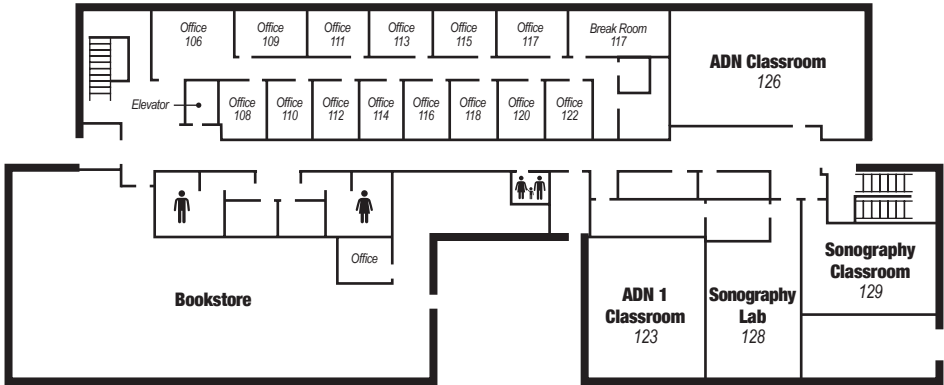 Office
106
Office
109
Office
111
Office
113
Office
115
Office
117
Break Room
117
ADN Classroom
126
Elevator
Office
108
Office
110
Office
112
Office
114
Office
116
Office
118
Office
120
Office
122
Office
Bookstore
ADN 1
Classroom
123
Sonography
Lab
128
Sonography
Classroom
129